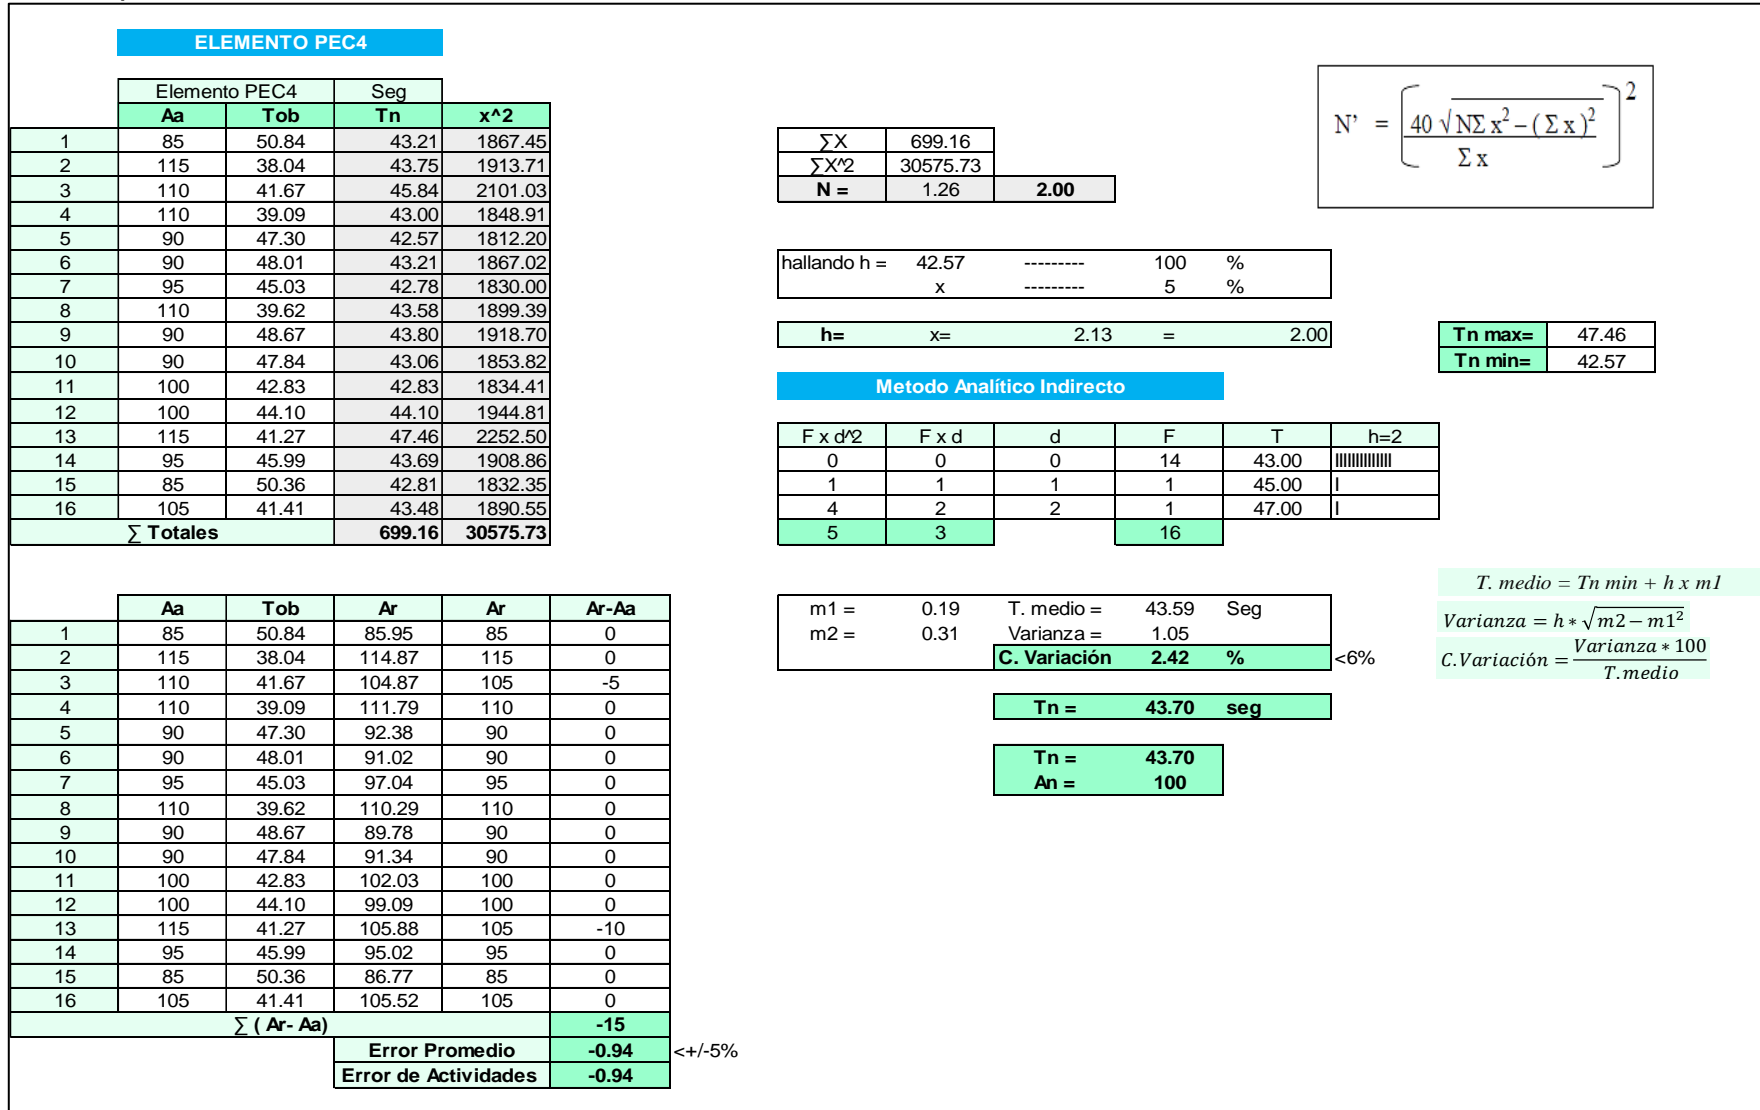 ELEMENTO PEC4
Elemento PEC4 Seg
Aa Tob Tn x^2
1 85 50.84 43.21 1867.45
2 115 38.04 43.75 1913.71
3 110 41.67 45.84 2101.03
4 110 39.09 43.00 1848.91
5 90 47.30 42.57 1812.20
6 90 48.01 43.21 1867.02
7 95 45.03 42.78 1830.00
8 110 39.62 43.58 1899.39
9 90 48.67 43.80 1918.70
10 90 47.84 43.06 1853.82
11 100 42.83 42.83 1834.41
12 100 44.10 44.10 1944.81
13 115 41.27 47.46 2252.50
14 95 45.99 43.69 1908.86
15 85 50.36 42.81 1832.35
16 105 41.41 43.48 1890.55
∑ Totales 699.16 30575.73
∑X 699.16
∑X^2 30575.73
N = 1.26 2.00
N' = ( 40 √ NΣ x² – ( Σ x )² / Σ x )²
hallando h = 42.57 --------- 100 %
x --------- 5 %
h= x= 2.13 = 2.00
Tn max= 47.46
Tn min= 42.57
Metodo Analítico Indirecto
F x d^2 F x d d F T h=2
0 0 0 14 43.00 IIIIIIIIIIIIII
1 1 1 1 45.00 I
4 2 2 1 47.00 I
5 3 16
m1 = 0.19 T. medio = 43.59 Seg
m2 = 0.31 Varianza = 1.05
C. Variación 2.42 % <6%
Tn = 43.70 seg
Tn = 43.70
An = 100
T. medio = Tn min + h x m1
Varianza = h * √m2 − m1²
C.Variación = Varianza * 100 / T.medio
Aa Tob Ar Ar Ar-Aa
1 85 50.84 85.95 85 0
2 115 38.04 114.87 115 0
3 110 41.67 104.87 105 -5
4 110 39.09 111.79 110 0
5 90 47.30 92.38 90 0
6 90 48.01 91.02 90 0
7 95 45.03 97.04 95 0
8 110 39.62 110.29 110 0
9 90 48.67 89.78 90 0
10 90 47.84 91.34 90 0
11 100 42.83 102.03 100 0
12 100 44.10 99.09 100 0
13 115 41.27 105.88 105 -10
14 95 45.99 95.02 95 0
15 85 50.36 86.77 85 0
16 105 41.41 105.52 105 0
∑ ( Ar- Aa) -15
Error Promedio -0.94 <+/-5%
Error de Actividades -0.94